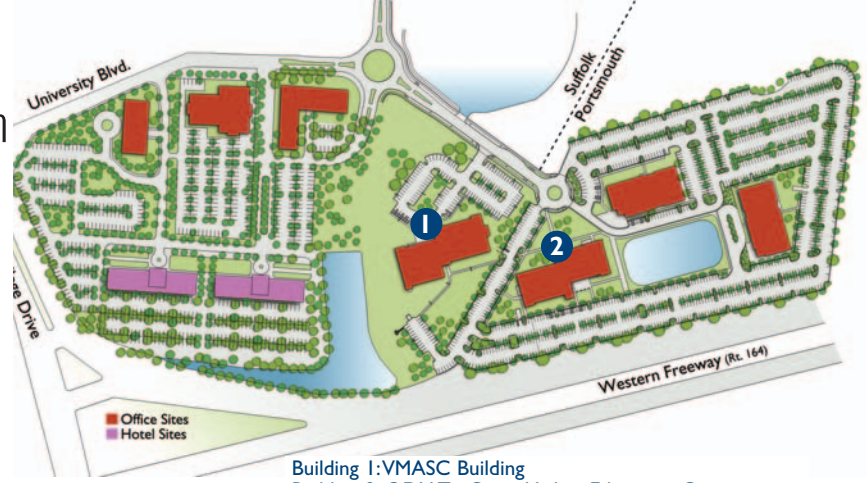 University Blvd.
Suffolk
Portsmouth
1
2
Drive
Western Freeway (Rt. 164)
Office Sites
Hotel Sites
Building 1: VMASC Building